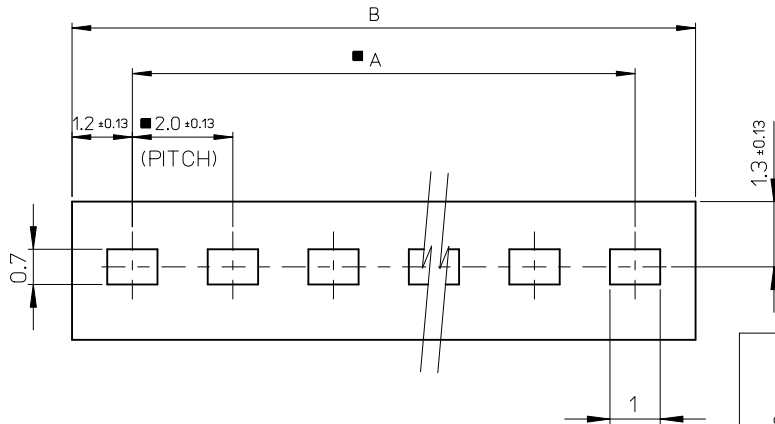 B
■ A
1.2 ±0.13
■ 2.0 ±0.13
(PITCH)
1.3 ±0.13
0.7
1